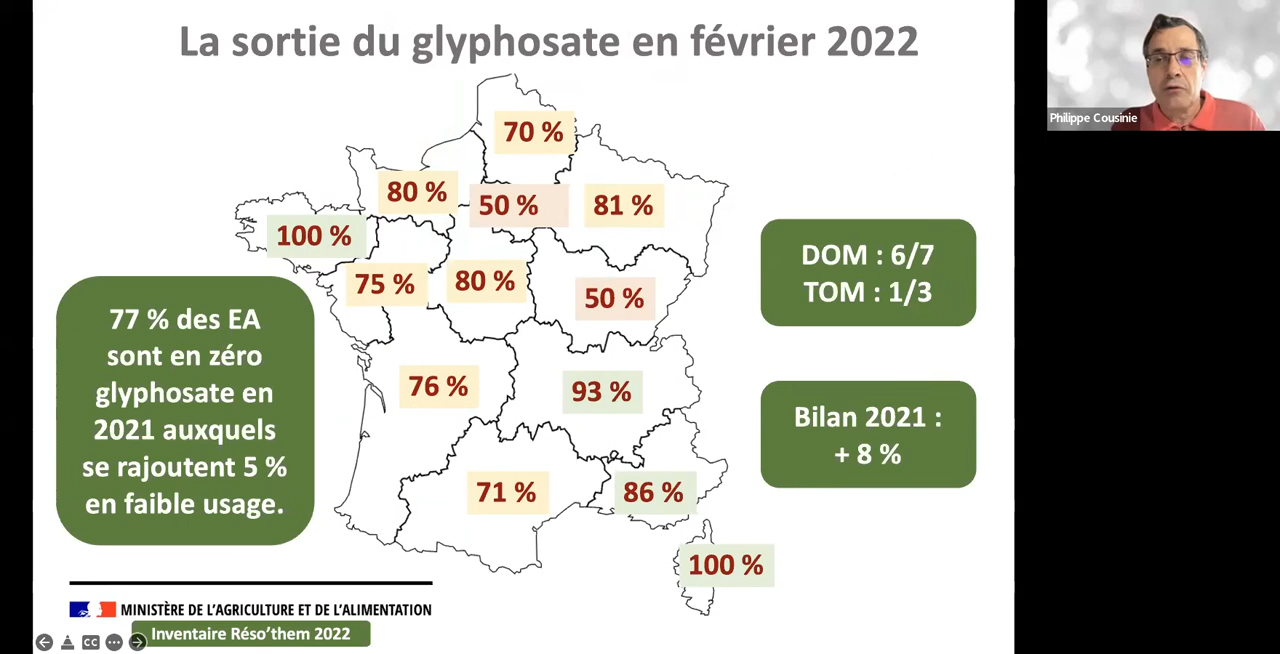 La sortie du glyphosate en février 2022
Philippe Cousinie
70 %
80 %
50 %
81 %
100 %
75 %
80 %
50 %
76 %
93 %
71 %
86 %
100 %
77 % des EA
sont en zéro
glyphosate en
2021 auxquels
se rajoutent 5 %
en faible usage.
DOM : 6/7
TOM : 1/3
Bilan 2021 :
+ 8 %
MINISTÈRE DE L'AGRICULTURE ET DE L'ALIMENTATION
Inventaire Réso'them 2022
CC